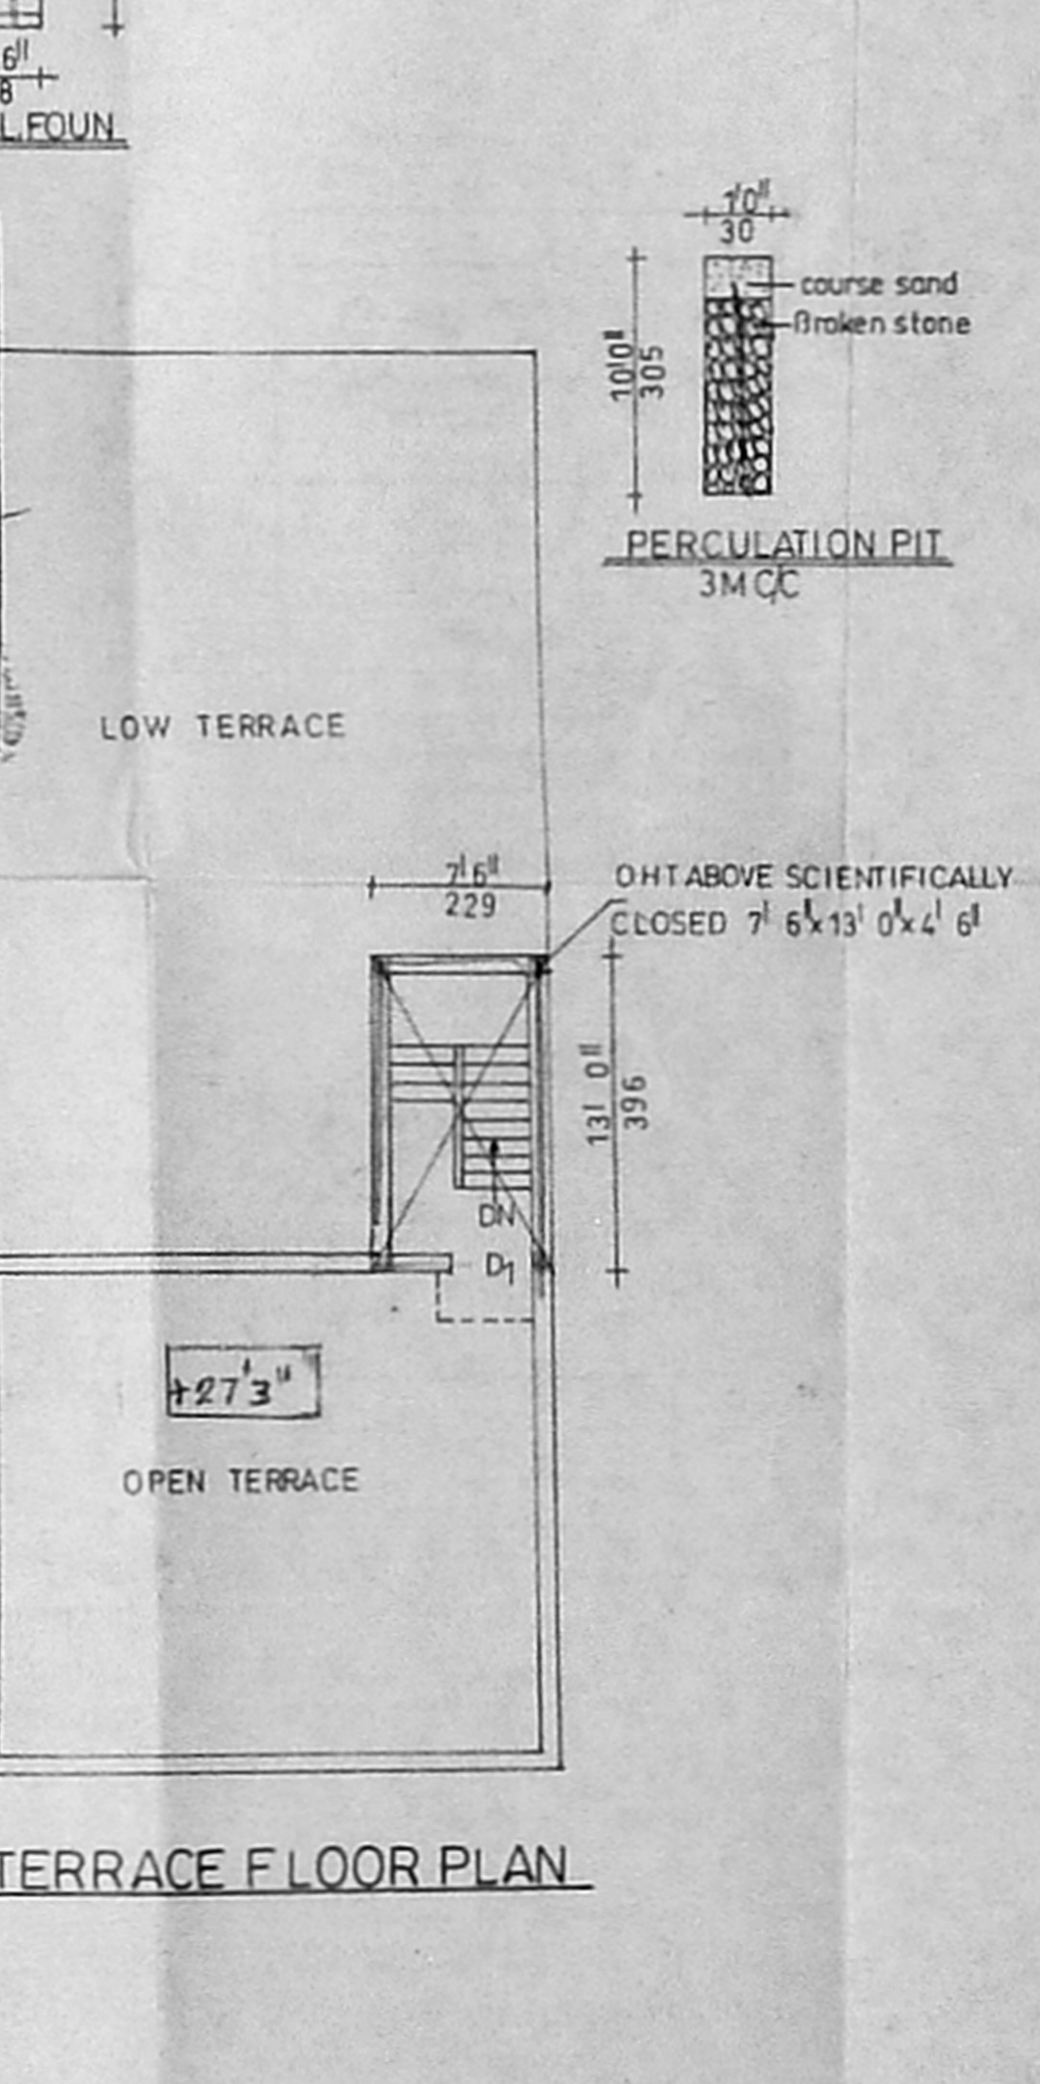 6"
8
L.FOUN.
1'0"
30
course sand
Broken stone
10'0"
305
PERCULATION PIT
3M C/C
LOW TERRACE
7'6"
229
OHT ABOVE SCIENTIFICALLY
CLOSED 7' 6"x13' 0"x4' 6"
13' 0"
396
DN
D1
+27'3"
OPEN TERRACE
TERRACE FLOOR PLAN